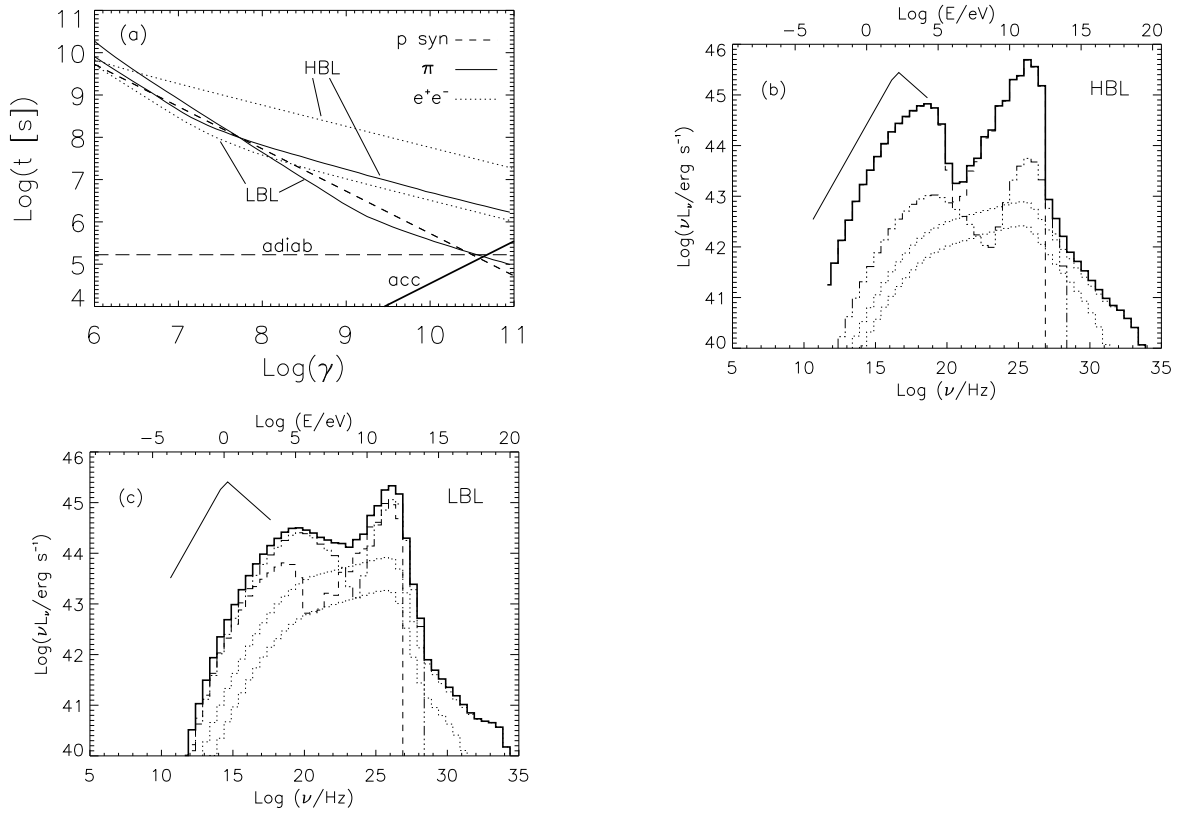 (a)
p syn
π
e⁺e⁻
HBL
LBL
adiab
acc
11
10
9
8
7
6
5
4
6 7 8 9 10 11
Log(t [s])
Log(γ)
Log (E/eV)
−5 0 5 10 15 20
(b)
HBL
46
45
44
43
42
41
40
5 10 15 20 25 30 35
Log(νLν/erg s⁻¹)
Log (ν/Hz)
Log (E/eV)
−5 0 5 10 15 20
(c)
LBL
46
45
44
43
42
41
40
5 10 15 20 25 30 35
Log(νLν/erg s⁻¹)
Log (ν/Hz)